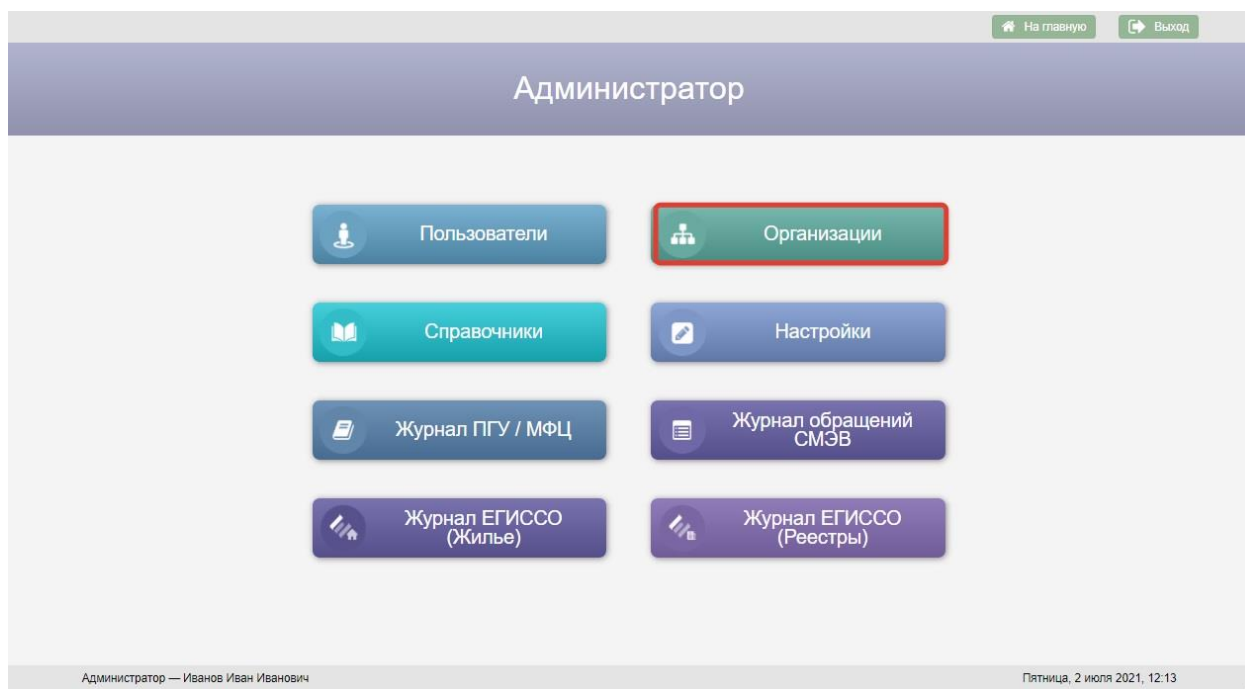 На главную
Выход
Администратор
Пользователи
Организации
Справочники
Настройки
Журнал ПГУ / МФЦ
Журнал обращений
СМЭВ
Журнал ЕГИССО
(Жилье)
Журнал ЕГИССО
(Реестры)
Администратор — Иванов Иван Иванович
Пятница, 2 июля 2021, 12:13